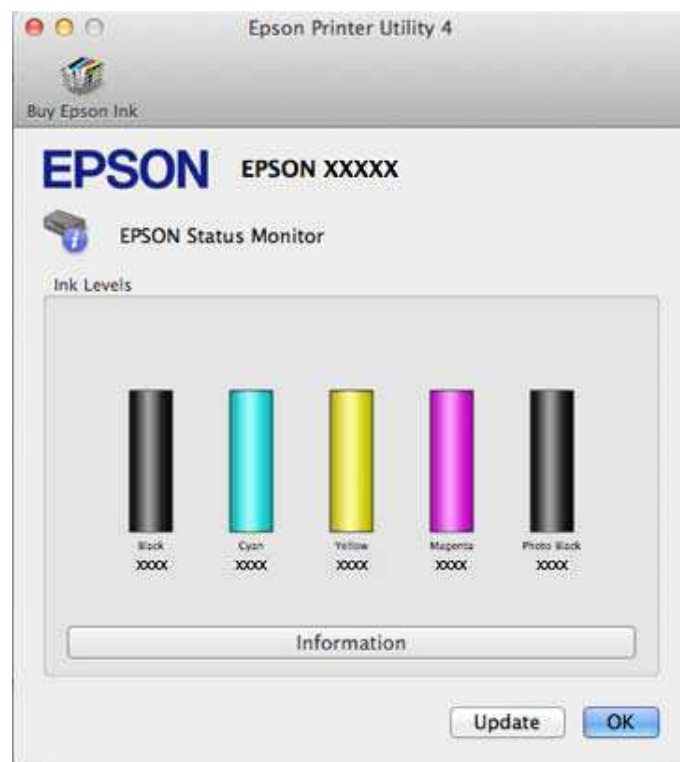 Epson Printer Utility 4
Buy Epson Ink
EPSON EPSON XXXXX
EPSON Status Monitor
Ink Levels
Black Cyan Yellow Magenta Photo Black
XXXX XXXX XXXX XXXX XXXX
Information
Update OK